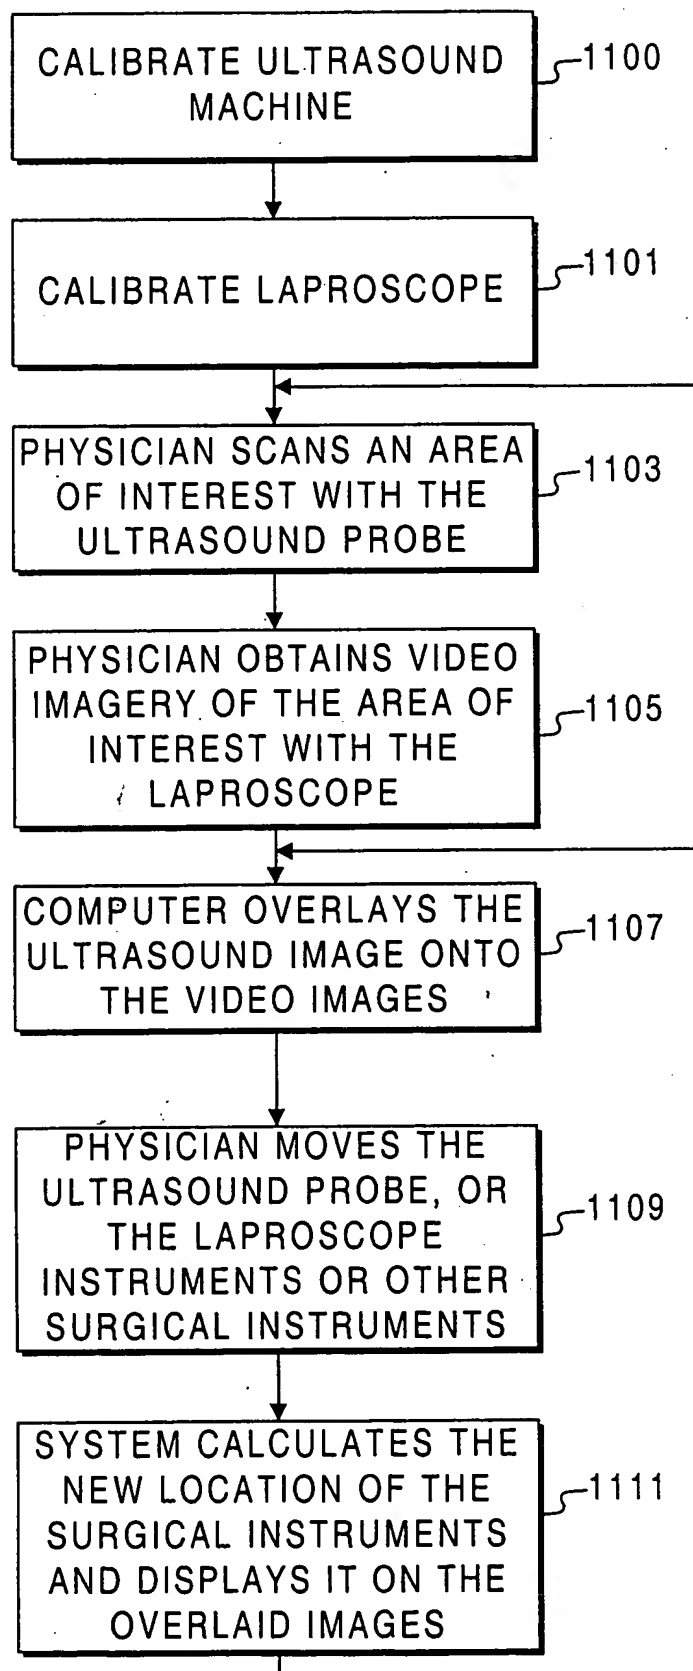 CALIBRATE ULTRASOUND
MACHINE
1100
CALIBRATE LAPROSCOPE
1101
PHYSICIAN SCANS AN AREA
OF INTEREST WITH THE
ULTRASOUND PROBE
1103
PHYSICIAN OBTAINS VIDEO
IMAGERY OF THE AREA OF
INTEREST WITH THE
LAPROSCOPE
1105
COMPUTER OVERLAYS THE
ULTRASOUND IMAGE ONTO
THE VIDEO IMAGES
1107
PHYSICIAN MOVES THE
ULTRASOUND PROBE, OR
THE LAPROSCOPE
INSTRUMENTS OR OTHER
SURGICAL INSTRUMENTS
1109
SYSTEM CALCULATES THE
NEW LOCATION OF THE
SURGICAL INSTRUMENTS
AND DISPLAYS IT ON THE
OVERLAID IMAGES
1111